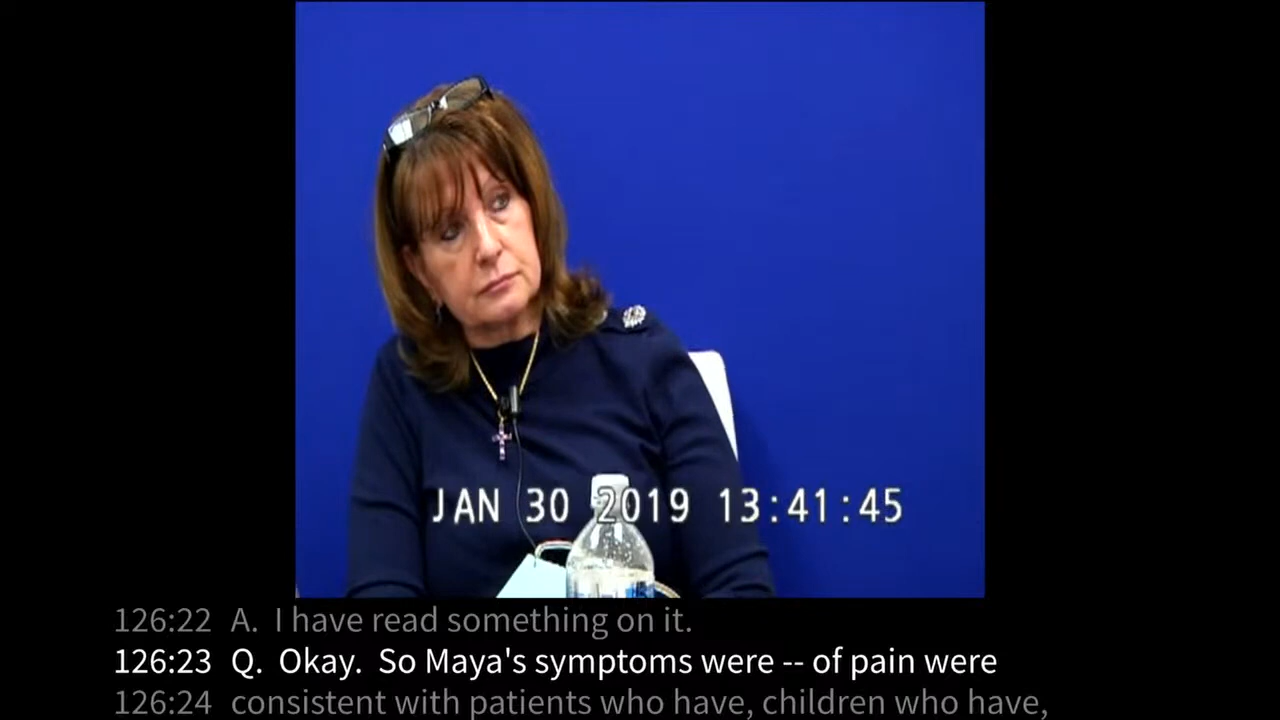 JAN 30 2019 13:41:45
126:22 A. I have read something on it.
126:23 Q. Okay. So Maya's symptoms were -- of pain were
126:24 consistent with patients who have, children who have,